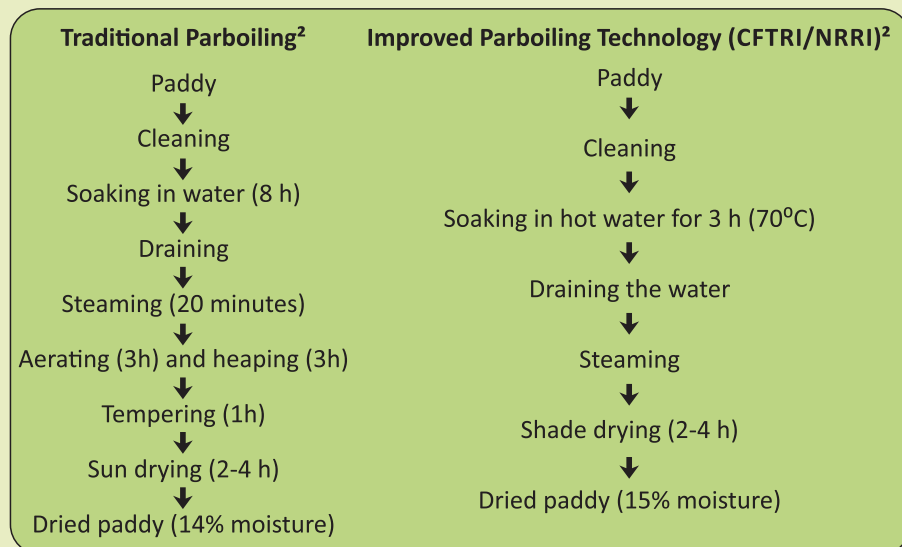 Traditional Parboiling²
Paddy
Cleaning
Soaking in water (8 h)
Draining
Steaming (20 minutes)
Aerating (3h) and heaping (3h)
Tempering (1h)
Sun drying (2-4 h)
Dried paddy (14% moisture)
Improved Parboiling Technology (CFTRI/NRRI)²
Paddy
Cleaning
Soaking in hot water for 3 h (70⁰C)
Draining the water
Steaming
Shade drying (2-4 h)
Dried paddy (15% moisture)